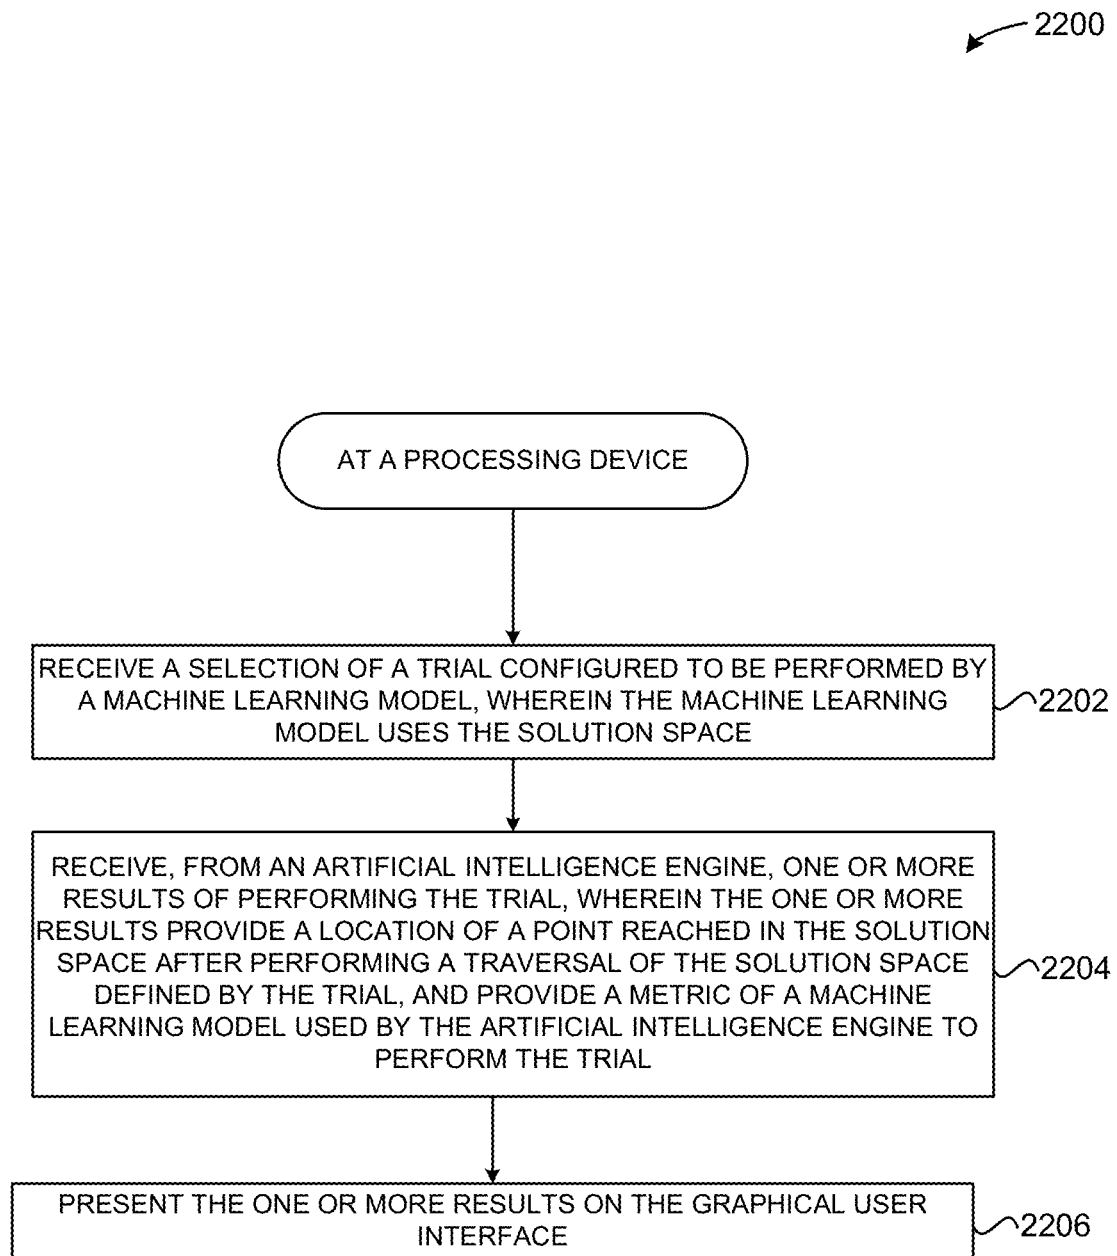 2200
AT A PROCESSING DEVICE
RECEIVE A SELECTION OF A TRIAL CONFIGURED TO BE PERFORMED BY
A MACHINE LEARNING MODEL, WHEREIN THE MACHINE LEARNING
MODEL USES THE SOLUTION SPACE
2202
RECEIVE, FROM AN ARTIFICIAL INTELLIGENCE ENGINE, ONE OR MORE
RESULTS OF PERFORMING THE TRIAL, WHEREIN THE ONE OR MORE
RESULTS PROVIDE A LOCATION OF A POINT REACHED IN THE SOLUTION
SPACE AFTER PERFORMING A TRAVERSAL OF THE SOLUTION SPACE
DEFINED BY THE TRIAL, AND PROVIDE A METRIC OF A MACHINE
LEARNING MODEL USED BY THE ARTIFICIAL INTELLIGENCE ENGINE TO
PERFORM THE TRIAL
2204
PRESENT THE ONE OR MORE RESULTS ON THE GRAPHICAL USER
INTERFACE
2206